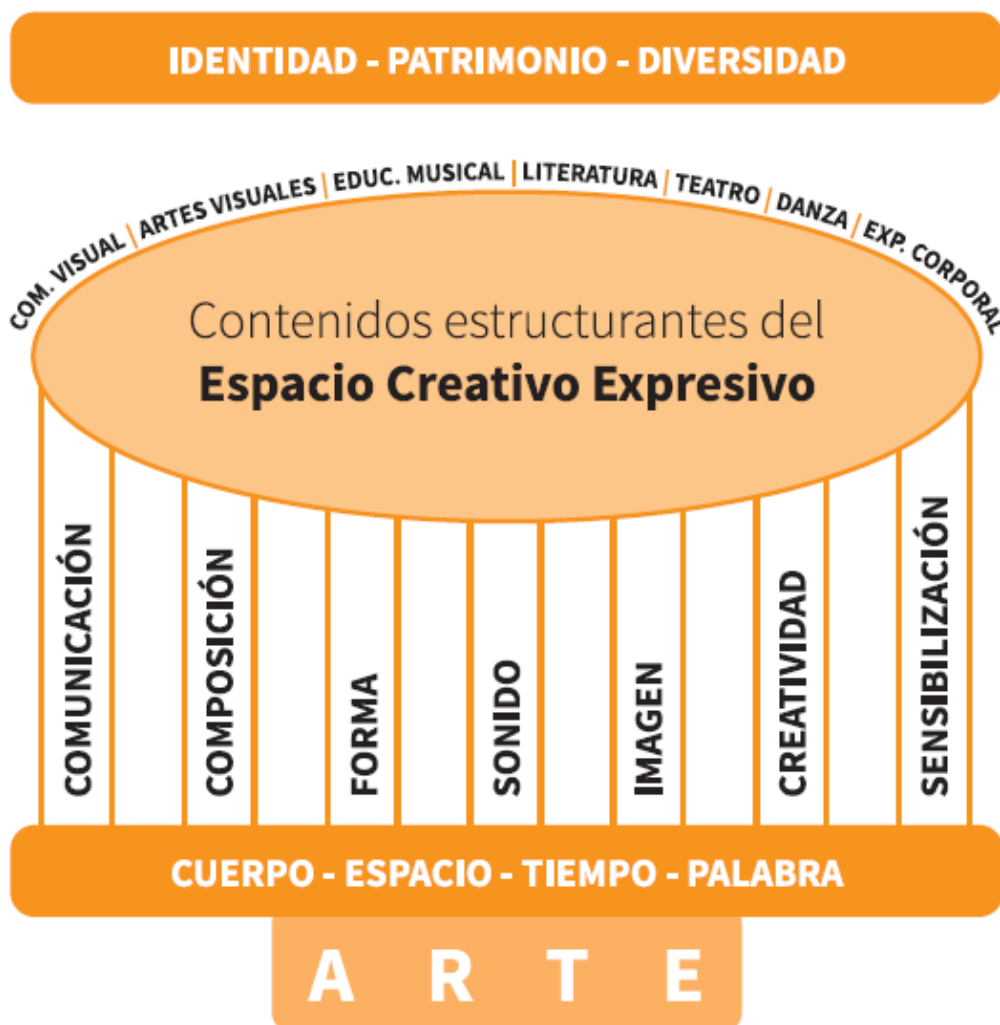 IDENTIDAD - PATRIMONIO - DIVERSIDAD
COM. VISUAL | ARTES VISUALES | EDUC. MUSICAL | LITERATURA | TEATRO | DANZA | EXP. CORPORAL
Contenidos estructurantes del
Espacio Creativo Expresivo
COMUNICACIÓN
COMPOSICIÓN
FORMA
SONIDO
IMAGEN
CREATIVIDAD
SENSIBILIZACIÓN
CUERPO - ESPACIO - TIEMPO - PALABRA
A R T E